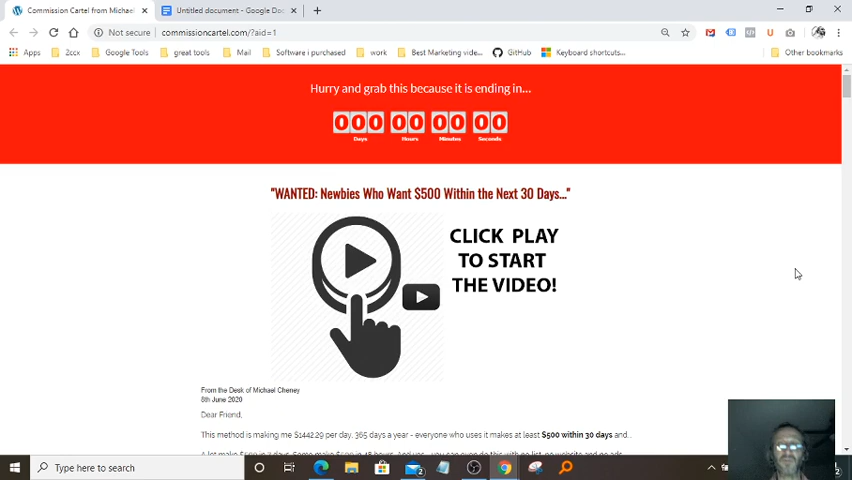 Commission Cartel from Michael
Untitled document - Google Doc
Not secure
commissioncartel.com/?aid=1
Apps
2ccx
Google Tools
great tools
Mail
Software i purchased
work
Best Marketing video...
GitHub
Keyboard shortcuts...
Other bookmarks
Hurry and grab this because it is ending in...
000 00 00 00
Days Hours Minutes Seconds
"WANTED: Newbies Who Want $500 Within the Next 30 Days..."
CLICK PLAY
TO START
THE VIDEO!
From the Desk of Michael Cheney
8th June 2020
Dear Friend,
This method is making me $1442.29 per day, 365 days a year - everyone who uses it makes at least $500 within 30 days and..
Type here to search
2
2